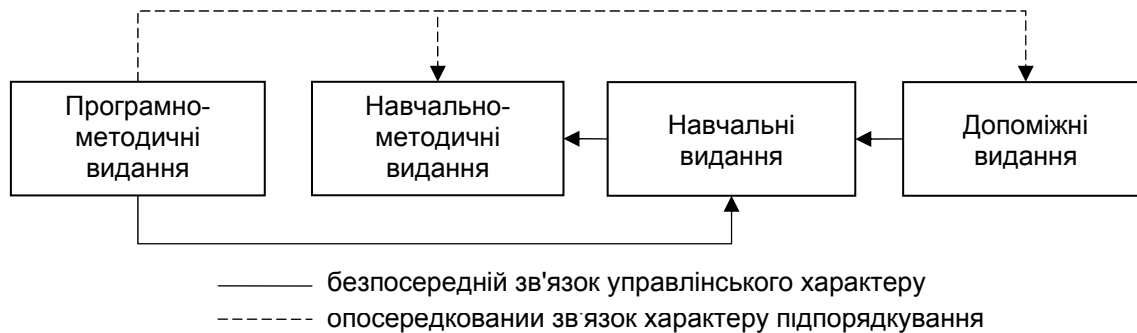 Програмно-
методичні
видання
Навчально-
методичні
видання
Навчальні
видання
Допоміжні
видання
безпосередній зв'язок управлінського характеру
опосередкований зв'язок характеру підпорядкування